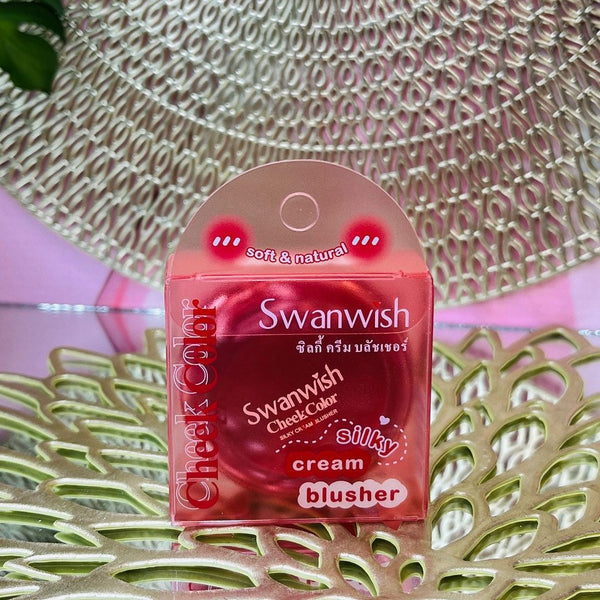 soft & natural
Swanwish
ซิลกี้ ครีม บลัชเชอร์
Cheek Color
Swanwish
Cheek Color
SILKY CREAM BLUSHER
silky
cream
blusher